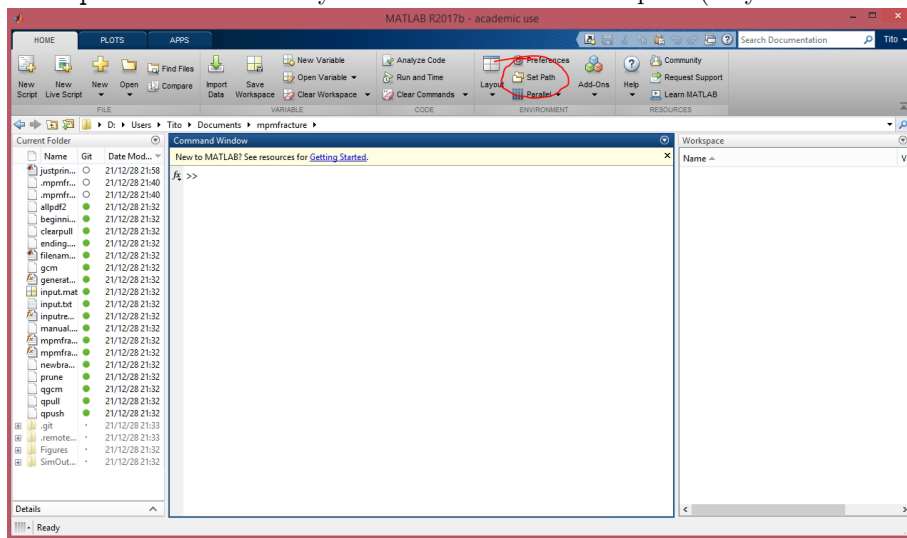 MATLAB R2017b - academic use
HOME PLOTS APPS
Search Documentation
Tito
New Script
New Live Script
New
Open
Find Files
Compare
Import Data
Save Workspace
New Variable
Open Variable
Clear Workspace
Analyze Code
Run and Time
Clear Commands
Layout
Preferences
Set Path
Parallel
Add-Ons
Help
Community
Request Support
Learn MATLAB
FILE VARIABLE CODE ENVIRONMENT RESOURCES
D: Users Tito Documents mpmfracture
Current Folder
Name Git Date Mod...
justprin... 21/12/28 21:58
.mpmfr... 21/12/28 21:40
.mpmfr... 21/12/28 21:40
allpdf2 21/12/28 21:32
beginni... 21/12/28 21:32
clearpull 21/12/28 21:32
ending.... 21/12/28 21:32
filenam... 21/12/28 21:32
gcm 21/12/28 21:32
generat... 21/12/28 21:32
input.mat 21/12/28 21:32
input.txt 21/12/28 21:32
inputre... 21/12/28 21:32
manual.... 21/12/28 21:32
mpmfra... 21/12/28 21:32
mpmfra... 21/12/28 21:32
newbra... 21/12/28 21:32
prune 21/12/28 21:32
qgcm 21/12/28 21:32
qpull 21/12/28 21:32
qpush 21/12/28 21:32
.git 21/12/28 21:33
.remote... 21/12/28 21:33
Figures 21/12/28 21:32
SimOut... 21/12/28 21:32
Details
Command Window
New to MATLAB? See resources for Getting Started.
fx >>
Workspace
Name V
Ready